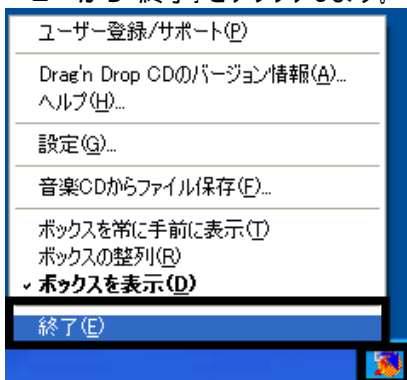 ユーザー登録/サポート(P)
Drag'n Drop CDのバージョン情報(A)...
ヘルプ(H)...
設定(G)...
音楽CDからファイル保存(F)...
ボックスを常に手前に表示(T)
ボックスの整列(R)
ボックスを表示(D)
終了(E)